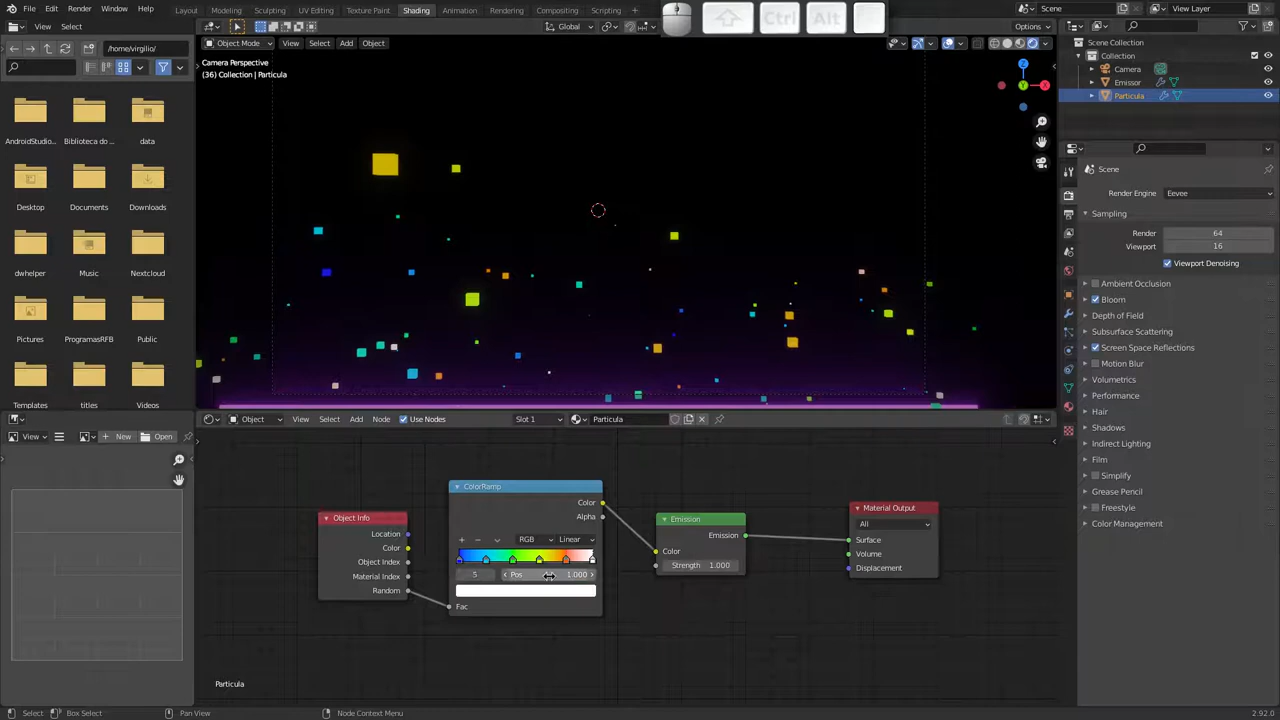 File Edit Render Window Help Layout Modeling Sculpting UV Editing Texture Paint Shading Animation Rendering Compositing Scripting Ctrl Alt Scene View Layer
Global Options
View Select Object Mode View Select Add Object Scene Collection
/home/virgilio/ Camera Perspective Collection
(36) Collection | Particula Camera
Emissor
Particula
AndroidStudio... Biblioteca do ... data
Scene
Render Engine Eevee
Sampling
Desktop Documents Downloads
Render 64
Viewport 16
Viewport Denoising
dwhelper Music Nextcloud
Ambient Occlusion
Bloom
Depth of Field
Subsurface Scattering
Pictures ProgramasRFB Public
Screen Space Reflections
Motion Blur
Volumetrics
Performance
Templates titles Videos
Hair
Object View Select Add Node Use Nodes Slot 1 Particula
Shadows
View New Open
Indirect Lighting
Film
Simplify
Grease Pencil
Freestyle
Color Management
ColorRamp
Color
Alpha
RGB Linear
5 Pos 1.000
Fac
Object Info
Location
Color
Object Index
Material Index
Random
Emission
Emission
Color
Strength 1.000
Material Output
All
Surface
Volume
Displacement
Particula
Select Box Select Pan View Node Context Menu 2.92.0